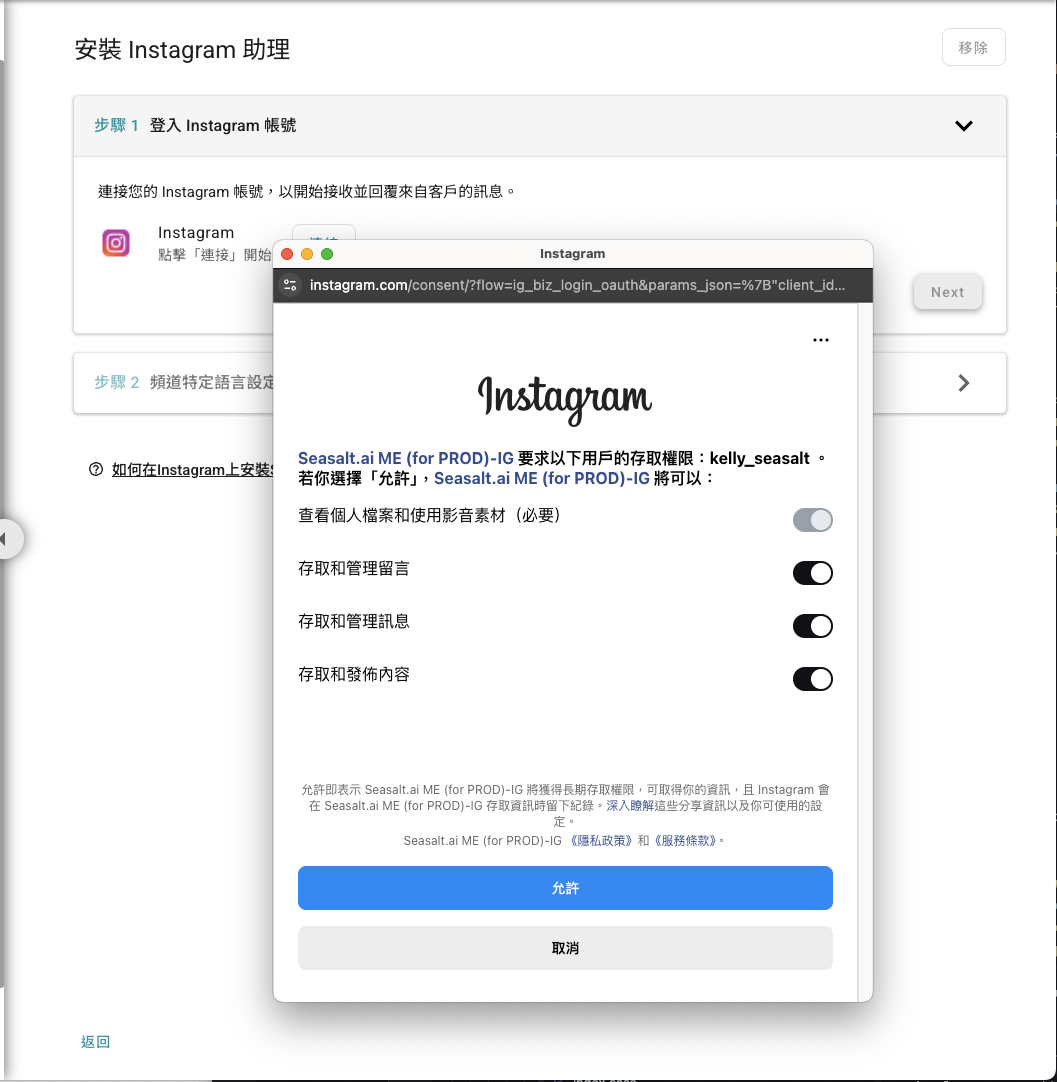 安裝 Instagram 助理
移除
步驟 1 登入 Instagram 帳號
連接您的 Instagram 帳號，以開始接收並回覆來自客戶的訊息。
Instagram
點擊「連接」開始
Next
步驟 2 頻道特定語言設定
如何在Instagram上安裝
Instagram
instagram.com/consent/?flow=ig_biz_login_oauth&params_json=%7B"client_id...
Instagram
Seasalt.ai ME (for PROD)-IG 要求以下用戶的存取權限：kelly_seasalt 。
若你選擇「允許」，Seasalt.ai ME (for PROD)-IG 將可以：
查看個人檔案和使用影音素材（必要）
存取和管理留言
存取和管理訊息
存取和發佈內容
允許即表示 Seasalt.ai ME (for PROD)-IG 將獲得長期存取權限，可取得你的資訊，且 Instagram 會
在 Seasalt.ai ME (for PROD)-IG 存取資訊時留下紀錄。深入瞭解這些分享資訊以及你可使用的設
定。
Seasalt.ai ME (for PROD)-IG 《隱私政策》和《服務條款》。
允許
取消
返回